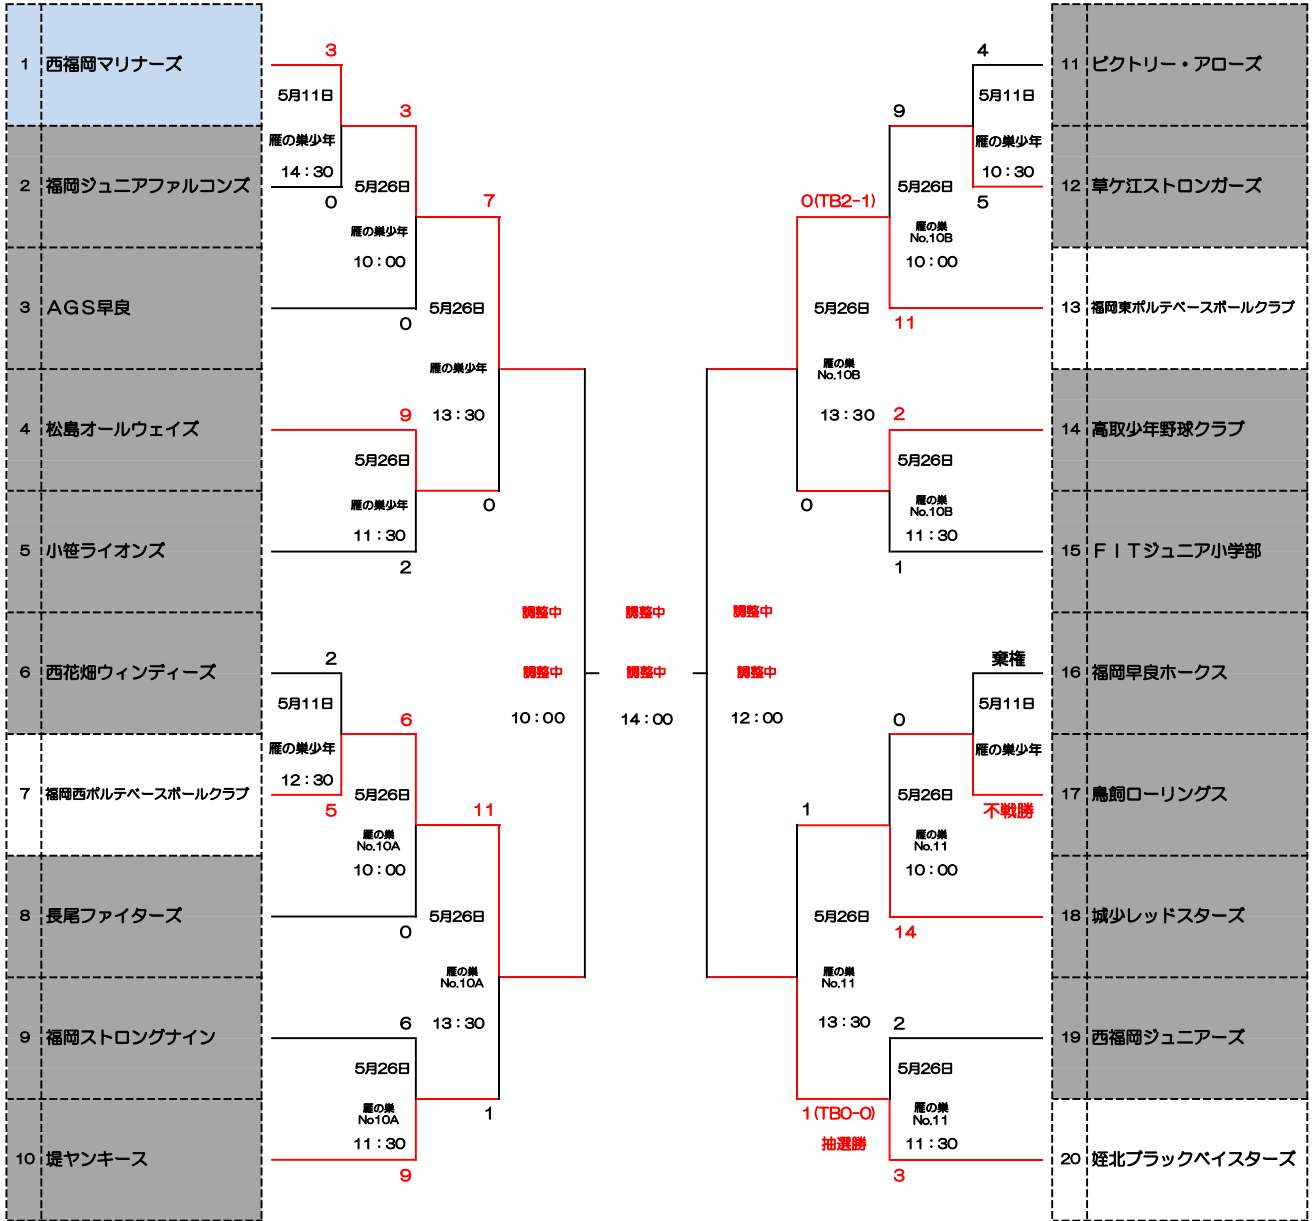 1 西福岡マリナーズ
2 福岡ジュニアファルコンズ
3 ＡＧＳ早良
4 松島オールウェイズ
5 小笹ライオンズ
6 西花畑ウィンディーズ
7 福岡西ポルテベースボールクラブ
8 長尾ファイターズ
9 福岡ストロングナイン
10 堤ヤンキース
3
5月11日
雁の巣少年
14：30
0
3
5月26日
雁の巣少年
10：00
0
9
5月26日
雁の巣少年
11：30
2
2
5月11日
雁の巣少年
12：30
5
6
5月26日
雁の巣
No.10A
10：00
0
6
5月26日
雁の巣
No10A
11：30
9
7
5月26日
雁の巣少年
13：30
0
11
5月26日
雁の巣
No.10A
13：30
1
調整中
調整中
10：00
調整中
調整中
14：00
調整中
調整中
12：00
0(TB2-1)
5月26日
雁の巣
No.10B
13：30
0
1
5月26日
雁の巣
No.11
13：30
1(TB0-0)
抽選勝
9
5月26日
雁の巣
No.10B
10：00
11
2
5月26日
雁の巣
No.10B
11：30
1
0
5月26日
雁の巣
No.11
10：00
14
2
5月26日
雁の巣
No.11
11：30
3
4
5月11日
雁の巣少年
10：30
5
棄権
5月11日
雁の巣少年
不戦勝
11 ビクトリー・アローズ
12 草ケ江ストロンガーズ
13 福岡東ポルテベースボールクラブ
14 高取少年野球クラブ
15 ＦＩＴジュニア小学部
16 福岡早良ホークス
17 鳥飼ローリングス
18 城少レッドスターズ
19 西福岡ジュニアーズ
20 姪北ブラックベイスターズ